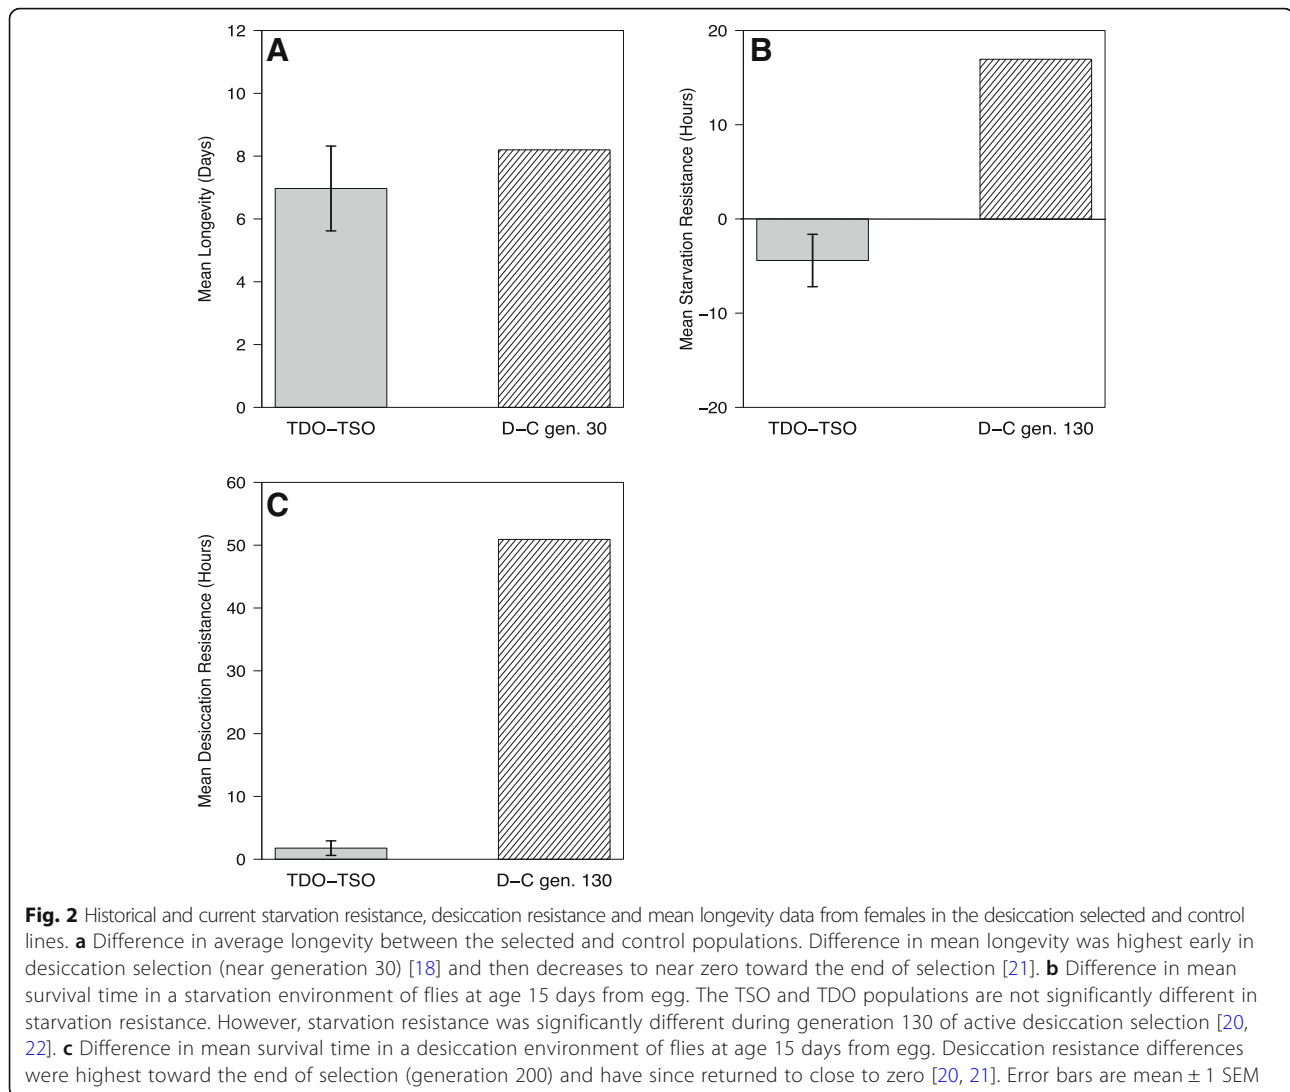 A
12
10
8
6
4
2
0
Mean Longevity (Days)
TDO−TSO
D−C gen. 30
B
20
10
0
−10
−20
Mean Starvation Resistance (Hours)
TDO−TSO
D−C gen. 130
C
60
50
40
30
20
10
0
Mean Desiccation Resistance (Hours)
TDO−TSO
D−C gen. 130
Fig. 2 Historical and current starvation resistance, desiccation resistance and mean longevity data from females in the desiccation selected and control
lines. a Difference in average longevity between the selected and control populations. Difference in mean longevity was highest early in
desiccation selection (near generation 30) [18] and then decreases to near zero toward the end of selection [21]. b Difference in mean
survival time in a starvation environment of flies at age 15 days from egg. The TSO and TDO populations are not significantly different in
starvation resistance. However, starvation resistance was significantly different during generation 130 of active desiccation selection [20,
22]. c Difference in mean survival time in a desiccation environment of flies at age 15 days from egg. Desiccation resistance differences
were highest toward the end of selection (generation 200) and have since returned to close to zero [20, 21]. Error bars are mean ± 1 SEM